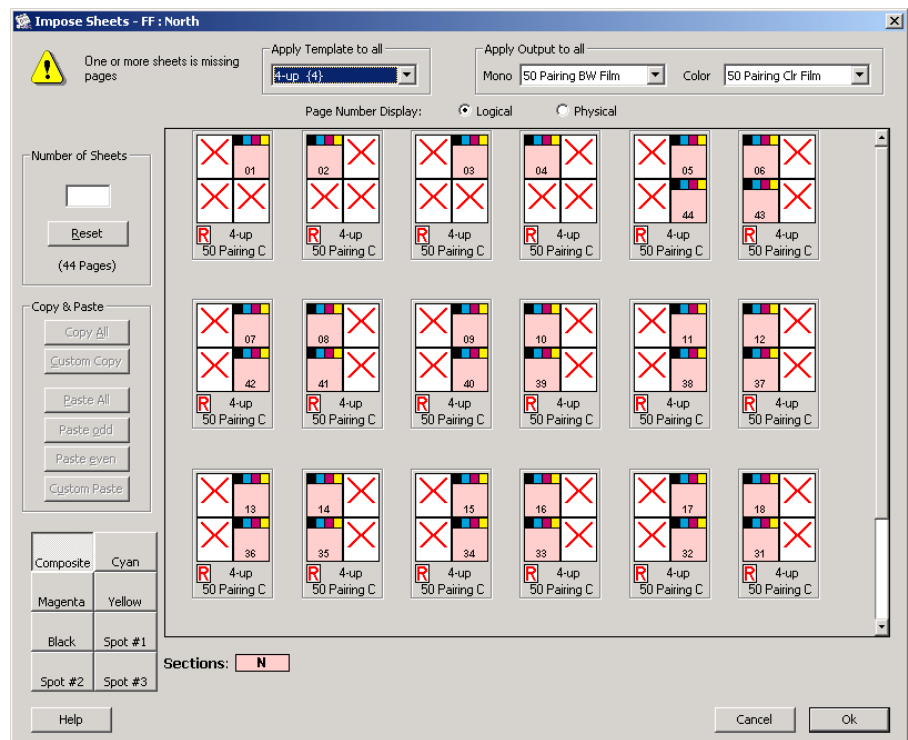 Impose Sheets - FF : North
One or more sheets is missing
pages
Apply Template to all
4-up {4}
Apply Output to all
Mono 50 Pairing BW Film Color 50 Pairing Clr Film
Page Number Display: Logical Physical
Number of Sheets
Reset
(44 Pages)
Copy & Paste
Copy All
Custom Copy
Paste All
Paste odd
Paste even
Custom Paste
Composite Cyan
Magenta Yellow
Black Spot #1
Spot #2 Spot #3
01 02 03 04 05 06
44 43
R 4-up R 4-up R 4-up R 4-up R 4-up R 4-up
50 Pairing C 50 Pairing C 50 Pairing C 50 Pairing C 50 Pairing C 50 Pairing C
07 08 09 10 11 12
42 41 40 39 38 37
R 4-up R 4-up R 4-up R 4-up R 4-up R 4-up
50 Pairing C 50 Pairing C 50 Pairing C 50 Pairing C 50 Pairing C 50 Pairing C
13 14 15 16 17 18
36 35 34 33 32 31
R 4-up R 4-up R 4-up R 4-up R 4-up R 4-up
50 Pairing C 50 Pairing C 50 Pairing C 50 Pairing C 50 Pairing C 50 Pairing C
Sections: N
Help Cancel Ok